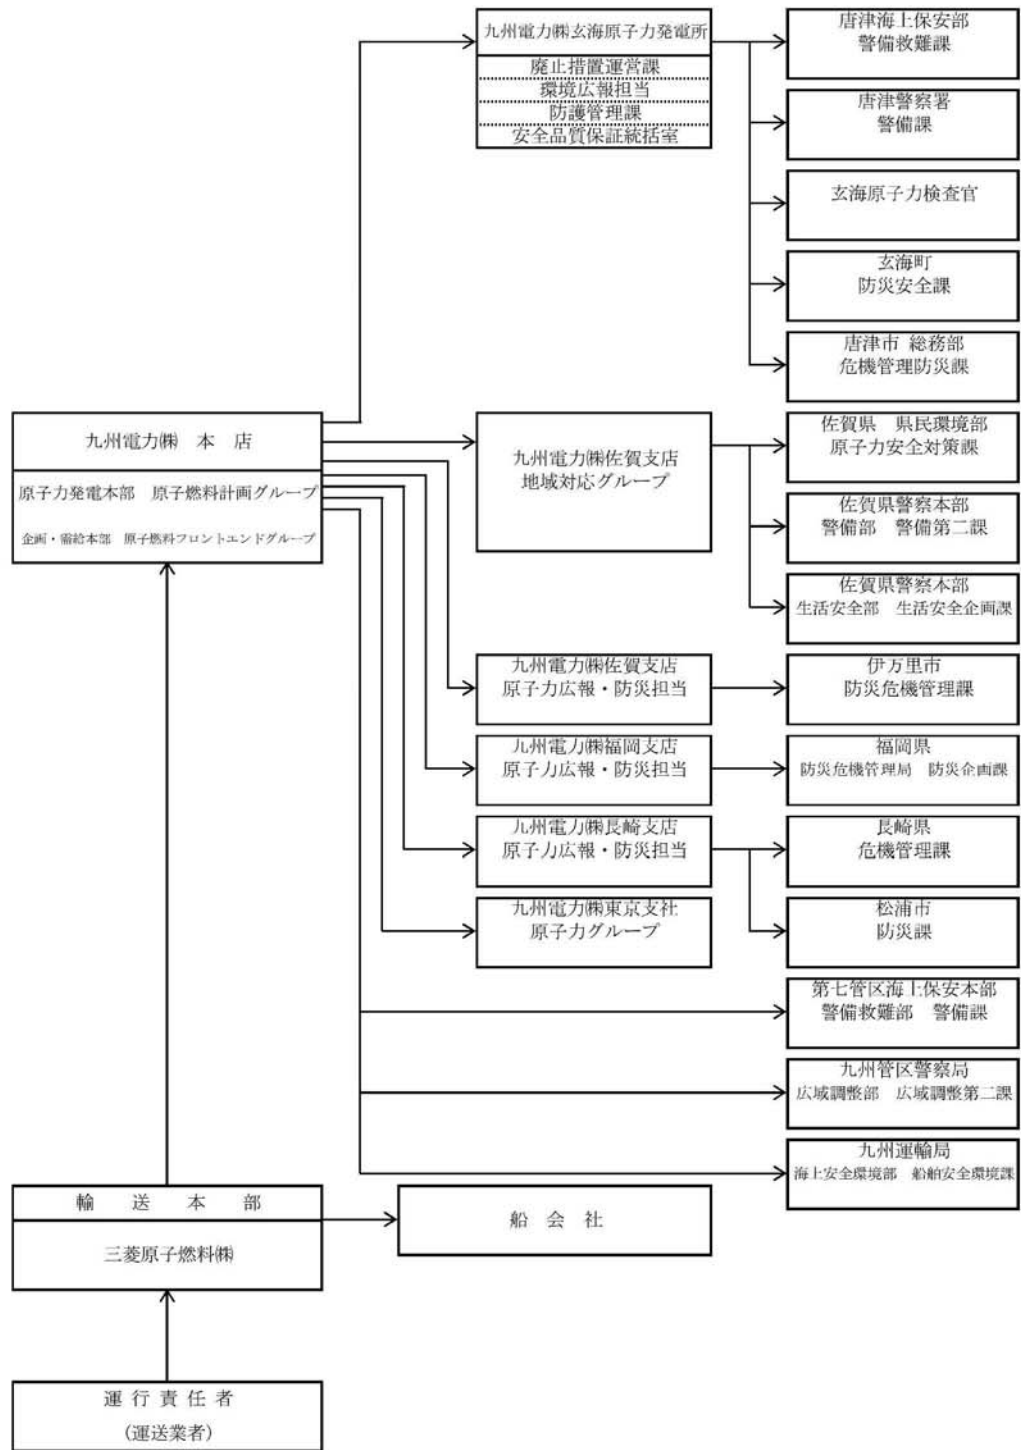 九州電力㈱玄海原子力発電所
廃止措置運営課
環境広報担当
防護管理課
安全品質保証統括室
唐津海上保安部
警備救難課
唐津警察署
警備課
玄海原子力検査官
玄海町
防災安全課
唐津市 総務部
危機管理防災課
九州電力㈱ 本 店
原子力発電本部 原子燃料計画グループ
企画・需給本部 原子燃料フロントエンドグループ
九州電力㈱佐賀支店
地域対応グループ
佐賀県 県民環境部
原子力安全対策課
佐賀県警察本部
警備部 警備第二課
佐賀県警察本部
生活安全部 生活安全企画課
九州電力㈱佐賀支店
原子力広報・防災担当
伊万里市
防災危機管理課
九州電力㈱福岡支店
原子力広報・防災担当
福岡県
防災危機管理局 防災企画課
九州電力㈱長崎支店
原子力広報・防災担当
長崎県
危機管理課
九州電力㈱東京支社
原子力グループ
松浦市
防災課
第七管区海上保安本部
警備救難部 警備課
九州管区警察局
広域調整部 広域調整第二課
九州運輸局
海上安全環境部 船舶安全環境課
輸 送 本 部
三菱原子燃料㈱
船 会 社
運 行 責 任 者
(運送業者)